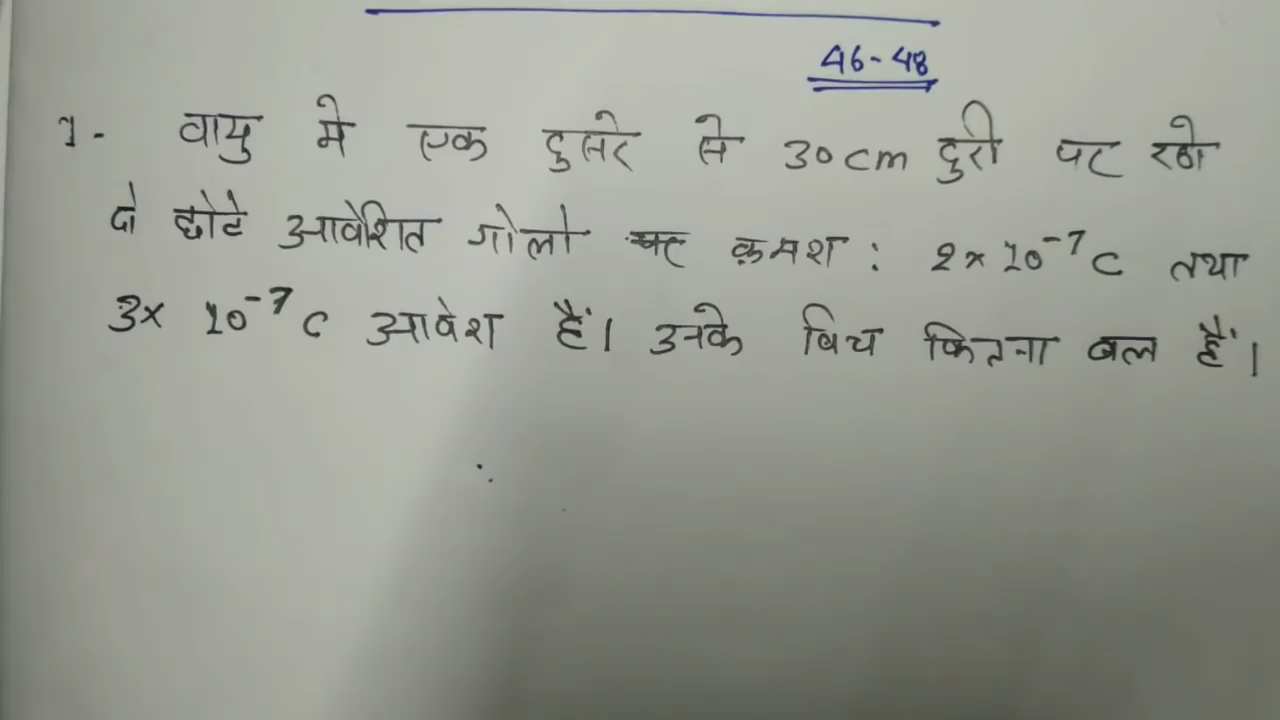 46-48
1- वायु मे एक दुसरे से 30cm दुरी पर रखे
दो छोटे आवेशित गोलो पर क्रमश: 2×10⁻⁷C तथा
3× 10⁻⁷C आवेश हैं। उनके विच कितना बल हैं।